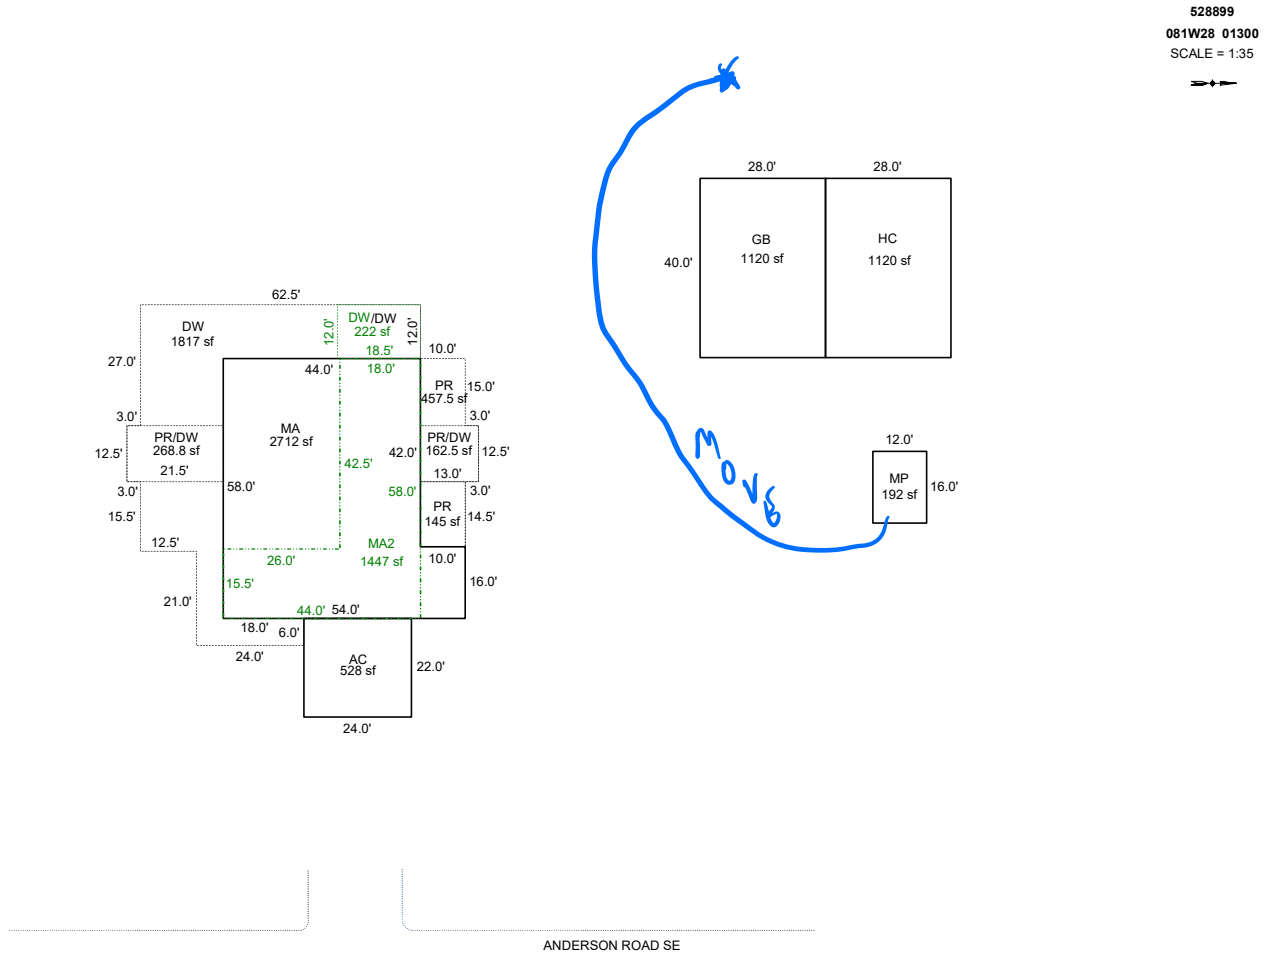 528899
081W28 01300
SCALE = 1:35
28.0'
28.0'
40.0'
GB
1120 sf
HC
1120 sf
62.5'
DW
1817 sf
27.0'
12.0'
DW/DW
222 sf
12.0'
18.5'
10.0'
44.0'
18.0'
PR
457.5 sf
15.0'
3.0'
3.0'
MA
2712 sf
PR/DW
268.8 sf
12.5'
21.5'
42.0'
PR/DW
162.5 sf
12.5'
13.0'
42.5'
3.0'
58.0'
58.0'
3.0'
15.5'
PR
145 sf
14.5'
12.5'
MA2
1447 sf
26.0'
10.0'
15.5'
16.0'
21.0'
44.0'
54.0'
18.0'
6.0'
24.0'
AC
528 sf
22.0'
24.0'
MOVE
12.0'
MP
192 sf
16.0'
ANDERSON ROAD SE